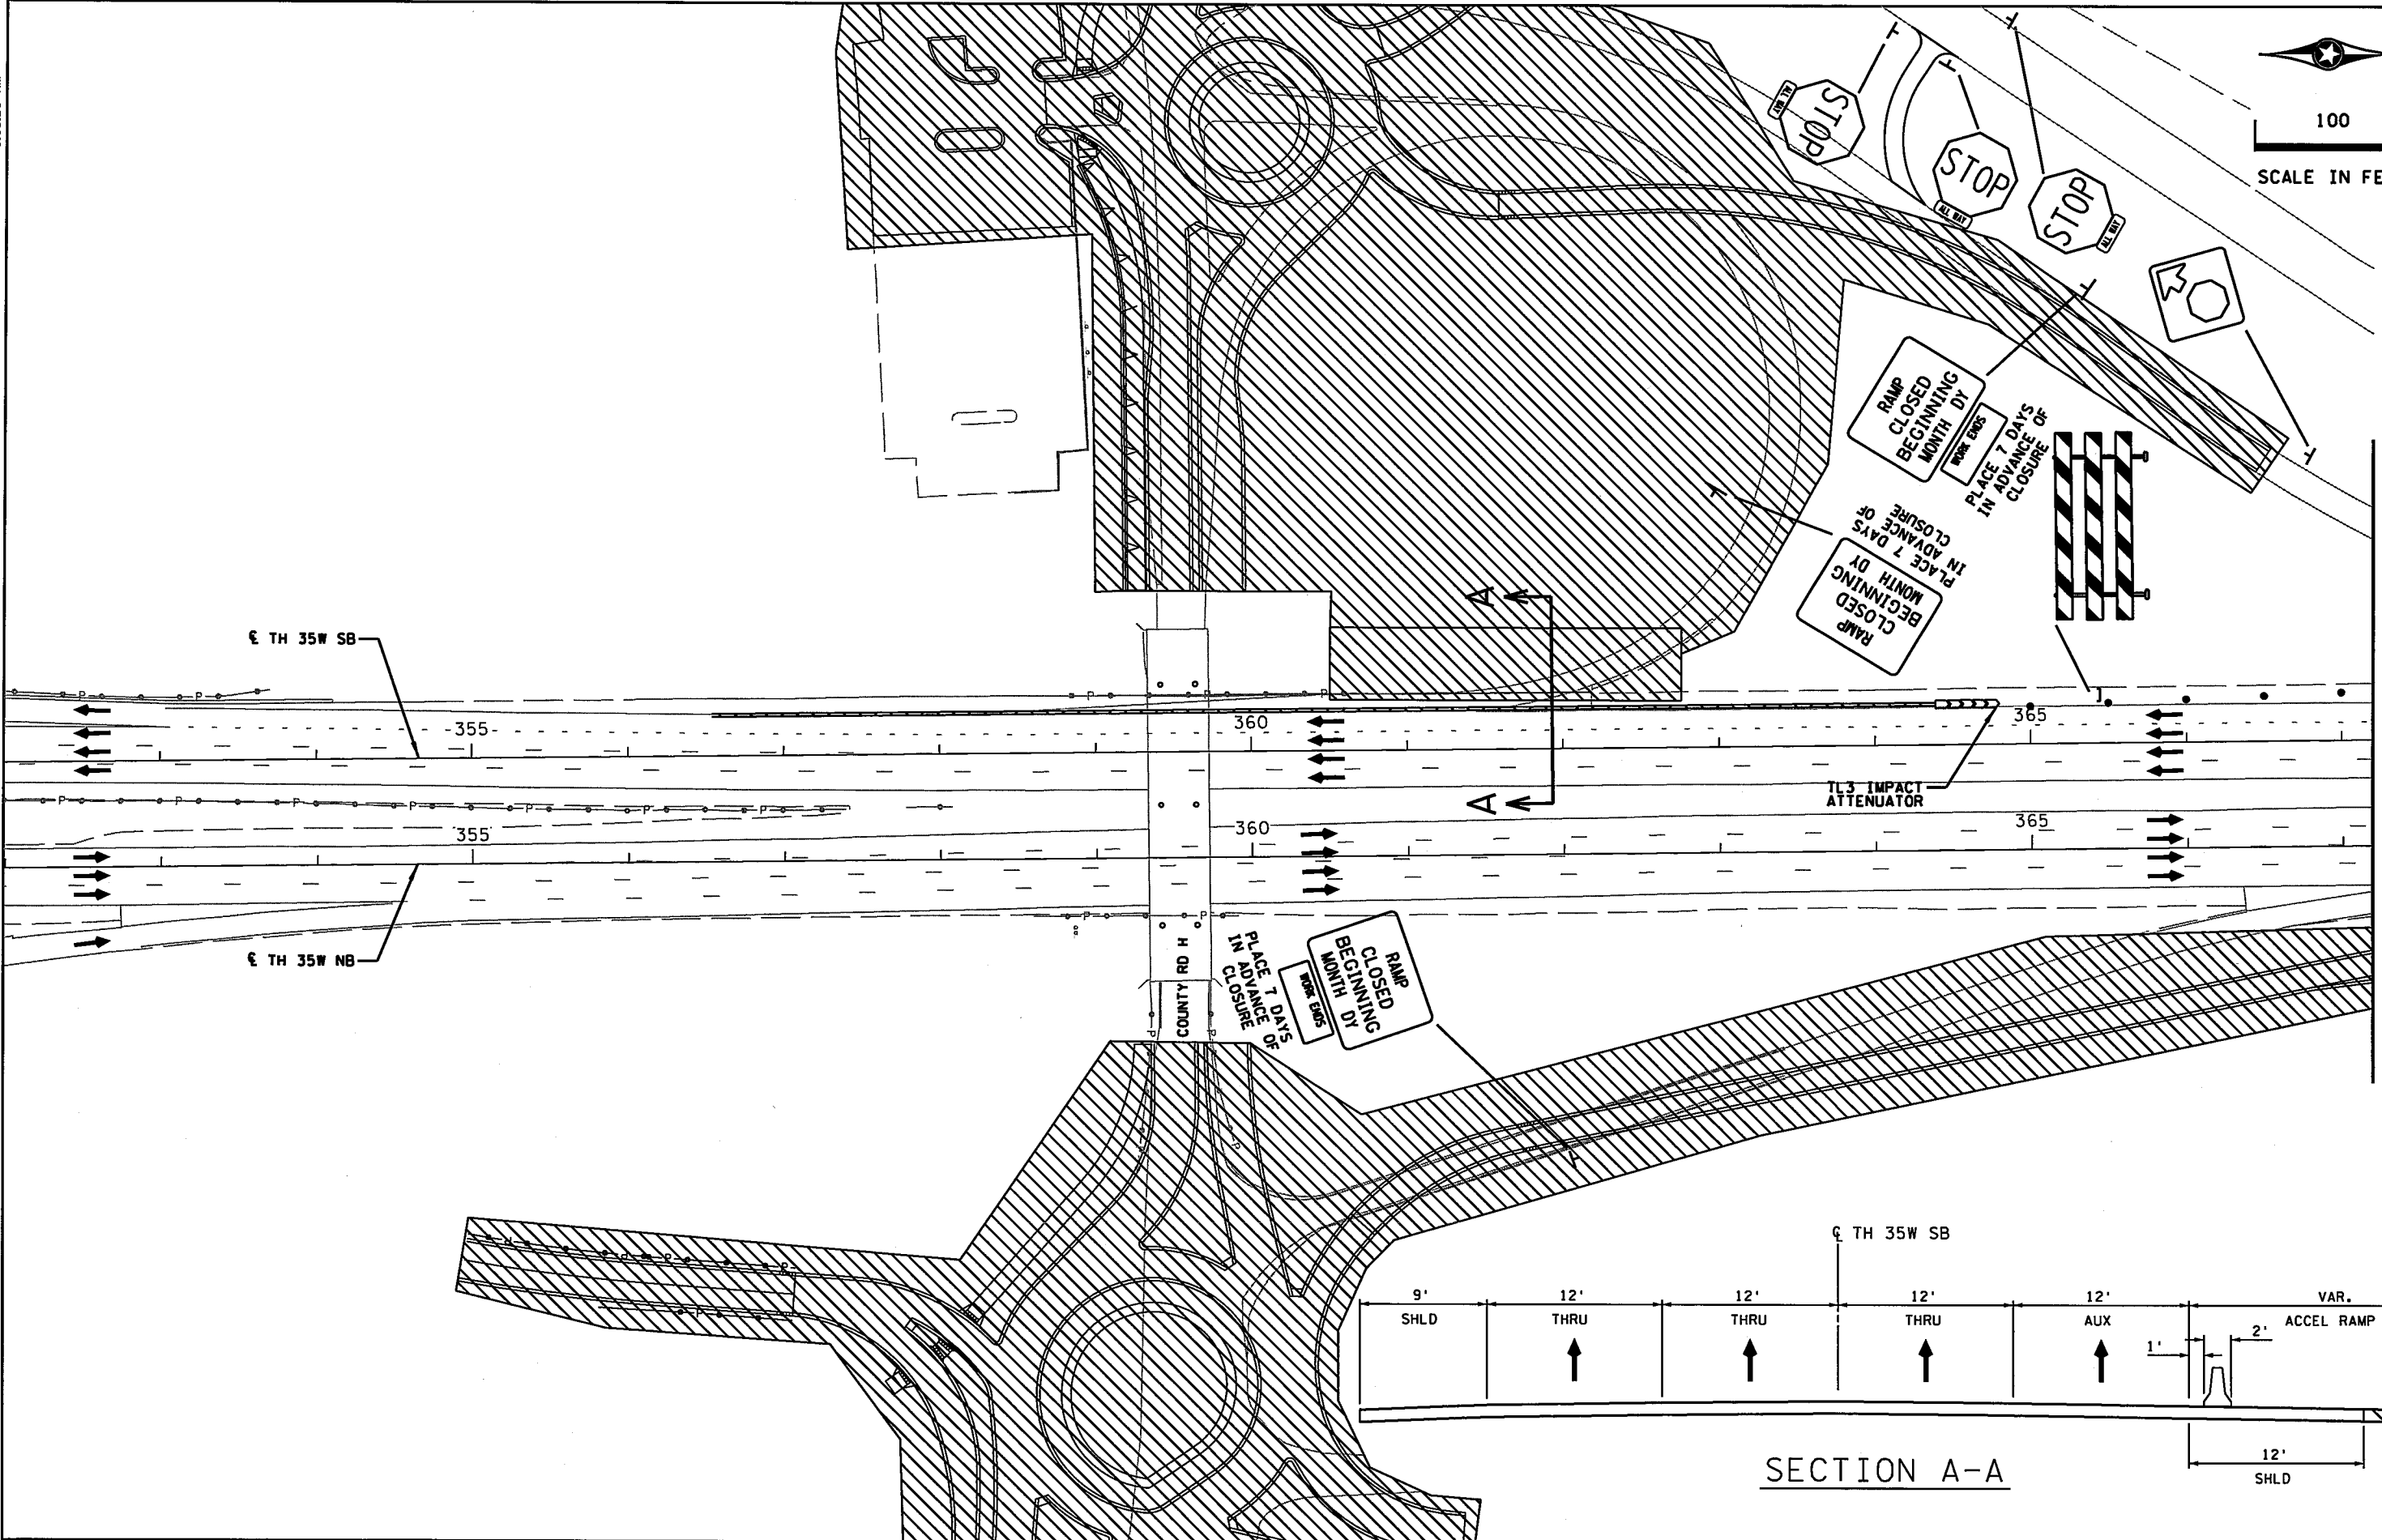 100
SCALE IN FE
STOP
ALL WAY
STOP
ALL WAY
STOP
ALL WAY
RAMP
CLOSED
BEGINNING
MONTH DY
WORK ENDS
PLACE 7 DAYS
IN ADVANCE OF
CLOSURE
PLACE 7 DAYS
IN ADVANCE OF
CLOSURE
RAMP
CLOSED
BEGINNING
MONTH DY
A
A
℄ TH 35W SB
355
360
365
TL3 IMPACT
ATTENUATOR
355
360
365
℄ TH 35W NB
COUNTY RD H
RAMP
CLOSED
BEGINNING
MONTH DY
WORK ENDS
PLACE 7 DAYS
IN ADVANCE OF
CLOSURE
℄ TH 35W SB
9' 12' 12' 12' 12' VAR.
SHLD THRU THRU THRU AUX ACCEL RAMP
1' 2'
12'
SHLD
SECTION A-A